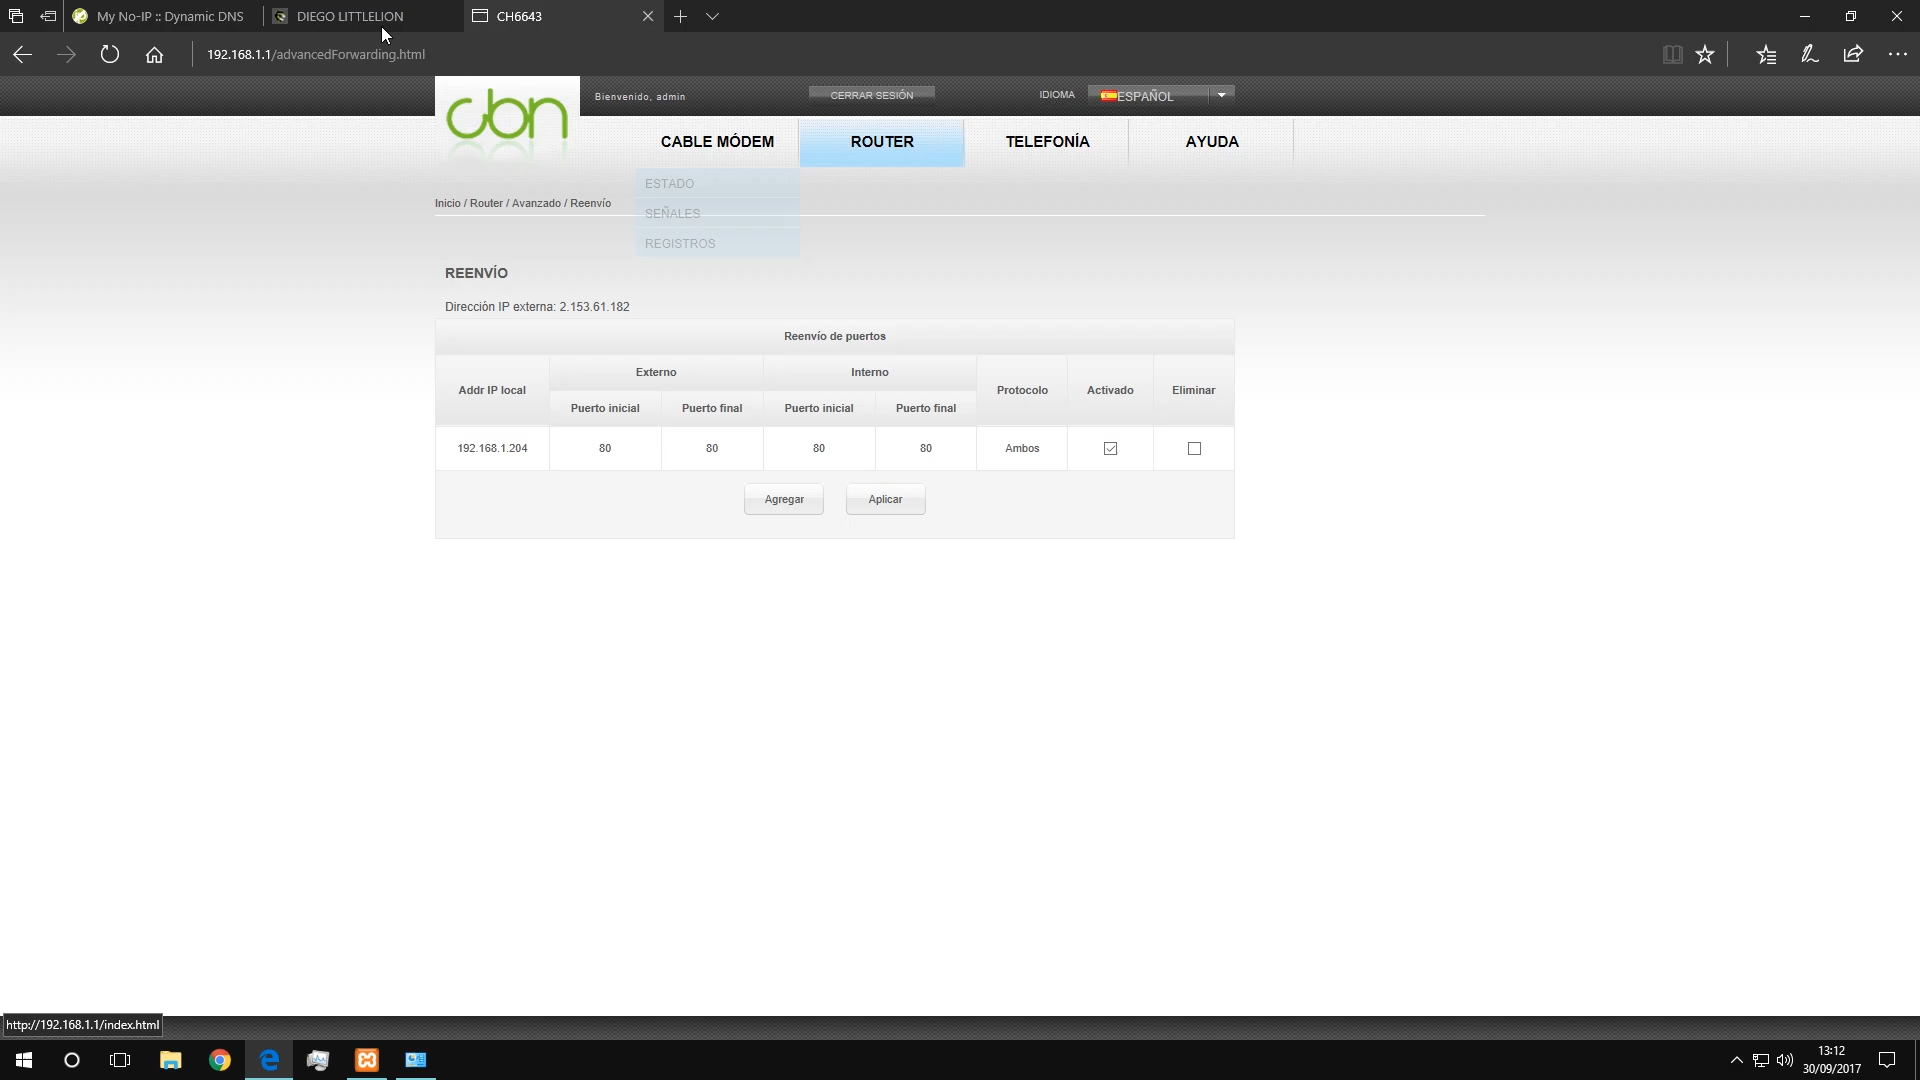 My No-IP :: Dynamic DNS
DIEGO LITTLELION
CH6643
192.168.1.1/advancedForwarding.html
cbn
Bienvenido, admin
CERRAR SESIÓN
IDIOMA
ESPAÑOL
CABLE MÓDEM
ROUTER
TELEFONÍA
AYUDA
ESTADO
SEÑALES
REGISTROS
Inicio / Router / Avanzado / Reenvío
REENVÍO
Dirección IP externa: 2.153.61.182
Reenvío de puertos
Addr IP local
Externo
Interno
Protocolo
Activado
Eliminar
Puerto inicial
Puerto final
Puerto inicial
Puerto final
192.168.1.204
80
80
80
80
Ambos
Agregar
Aplicar
http://192.168.1.1/index.html
13:12
30/09/2017